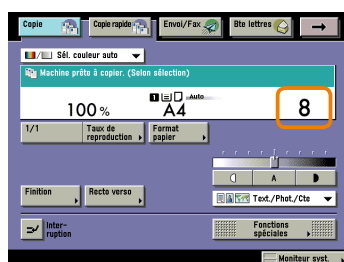 Copie
Copie rapide
Envoi/Fax
Bte lettres
Sél. couleur auto
Machine prête à copier. (Selon sélection)
100 %
Auto
A4
8
1/1
Taux de
reproduction
Format
papier
A
Finition
Recto verso
Text./Phot./Cte
Inter-
ruption
Fonctions
spéciales
Moniteur syst.